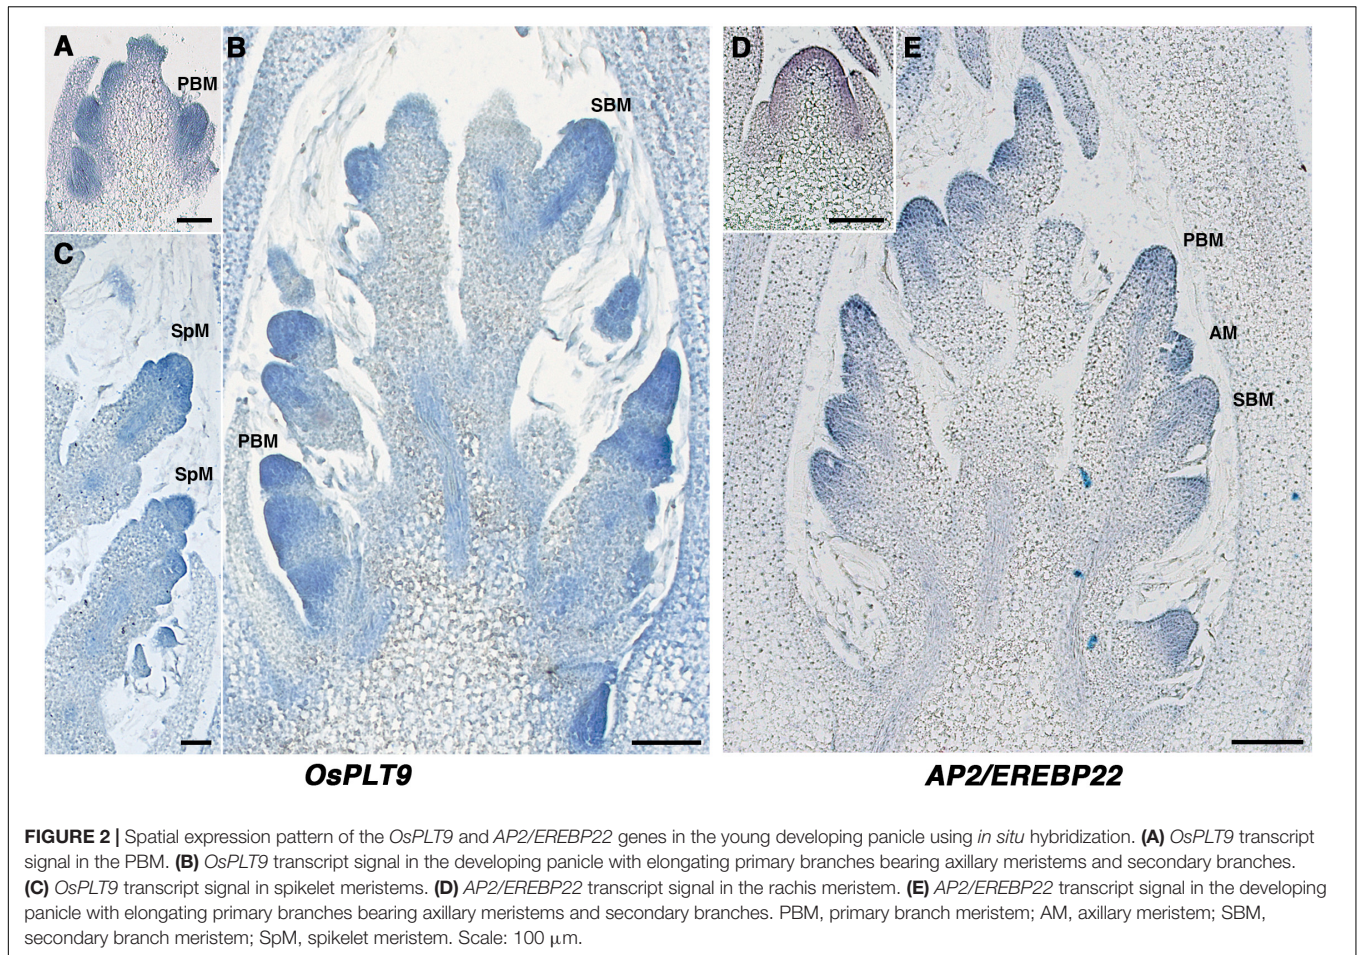 A
PBM
B
SBM
C
SpM
SpM
PBM
D
E
PBM
AM
SBM
OsPLT9
AP2/EREBP22
FIGURE 2 | Spatial expression pattern of the OsPLT9 and AP2/EREBP22 genes in the young developing panicle using in situ hybridization. (A) OsPLT9 transcript
signal in the PBM. (B) OsPLT9 transcript signal in the developing panicle with elongating primary branches bearing axillary meristems and secondary branches.
(C) OsPLT9 transcript signal in spikelet meristems. (D) AP2/EREBP22 transcript signal in the rachis meristem. (E) AP2/EREBP22 transcript signal in the developing
panicle with elongating primary branches bearing axillary meristems and secondary branches. PBM, primary branch meristem; AM, axillary meristem; SBM,
secondary branch meristem; SpM, spikelet meristem. Scale: 100 μm.